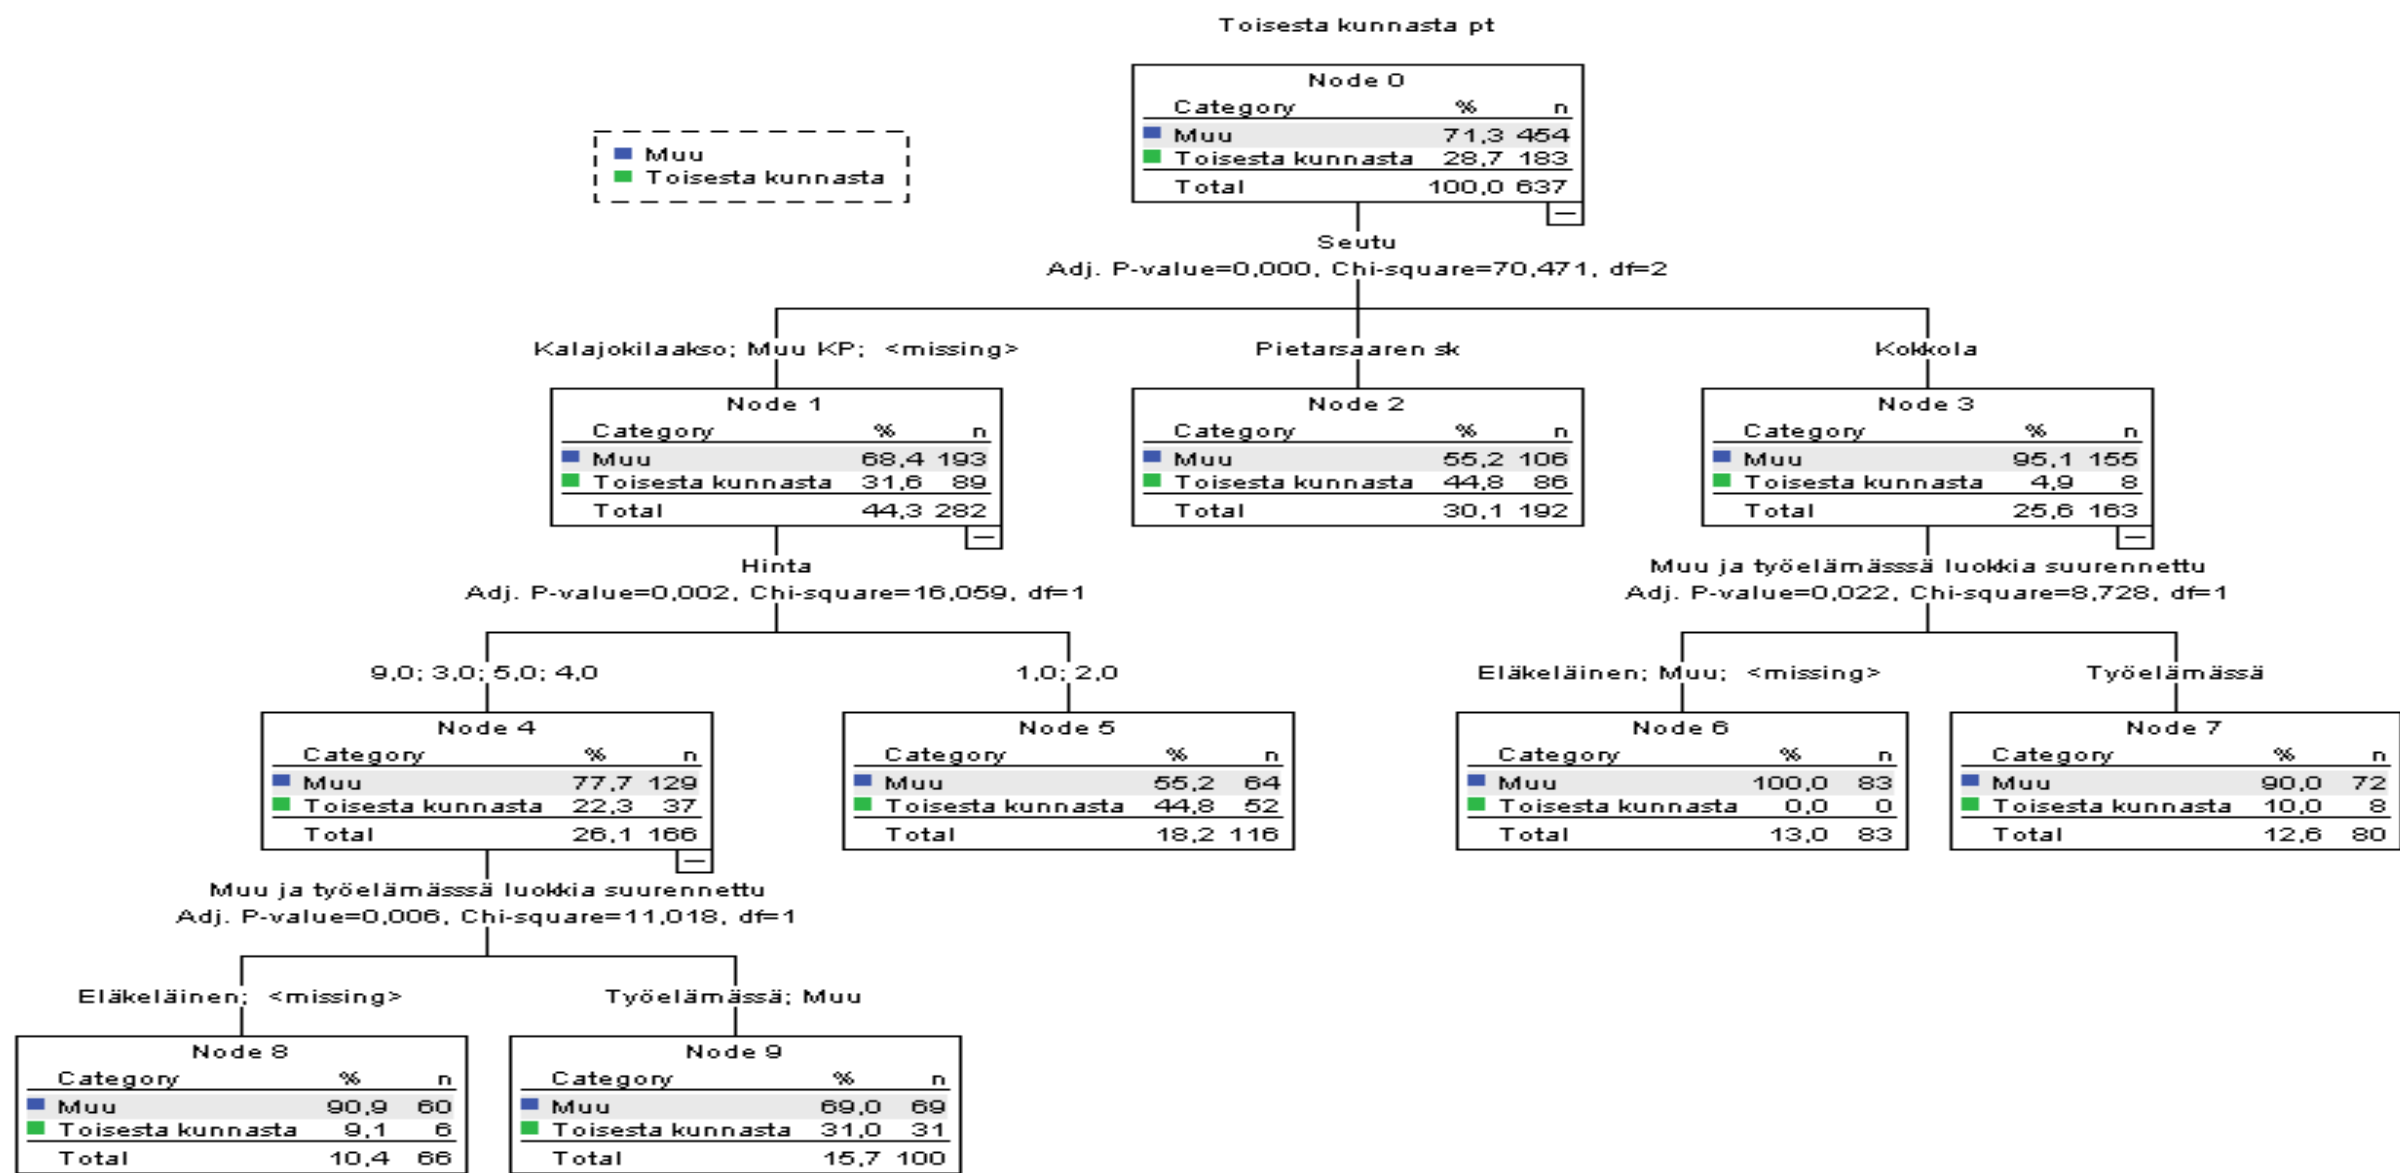 Toisesta kunnasta pt
Muu
Toisesta kunnasta
Node 0
Category % n
Muu 71,3 454
Toisesta kunnasta 28,7 183
Total 100,0 637
Seutu
Adj. P-value=0,000, Chi-square=70,471, df=2
Kalajokilaakso; Muu KP; <missing>
Pietarsaaren sk
Kokkola
Node 1
Category % n
Muu 68,4 193
Toisesta kunnasta 31,6 89
Total 44,3 282
Node 2
Category % n
Muu 55,2 106
Toisesta kunnasta 44,8 86
Total 30,1 192
Node 3
Category % n
Muu 95,1 155
Toisesta kunnasta 4,9 8
Total 25,6 163
Hinta
Adj. P-value=0,002, Chi-square=16,059, df=1
Muu ja työelämässsä luokkia suurennettu
Adj. P-value=0,022, Chi-square=8,728, df=1
9,0; 3,0; 5,0; 4,0
1,0; 2,0
Eläkeläinen; Muu; <missing>
Työelämässä
Node 4
Category % n
Muu 77,7 129
Toisesta kunnasta 22,3 37
Total 26,1 166
Node 5
Category % n
Muu 55,2 64
Toisesta kunnasta 44,8 52
Total 18,2 116
Node 6
Category % n
Muu 100,0 83
Toisesta kunnasta 0,0 0
Total 13,0 83
Node 7
Category % n
Muu 90,0 72
Toisesta kunnasta 10,0 8
Total 12,6 80
Muu ja työelämässsä luokkia suurennettu
Adj. P-value=0,006, Chi-square=11,018, df=1
Eläkeläinen; <missing>
Työelämässä; Muu
Node 8
Category % n
Muu 90,9 60
Toisesta kunnasta 9,1 6
Total 10,4 66
Node 9
Category % n
Muu 69,0 69
Toisesta kunnasta 31,0 31
Total 15,7 100